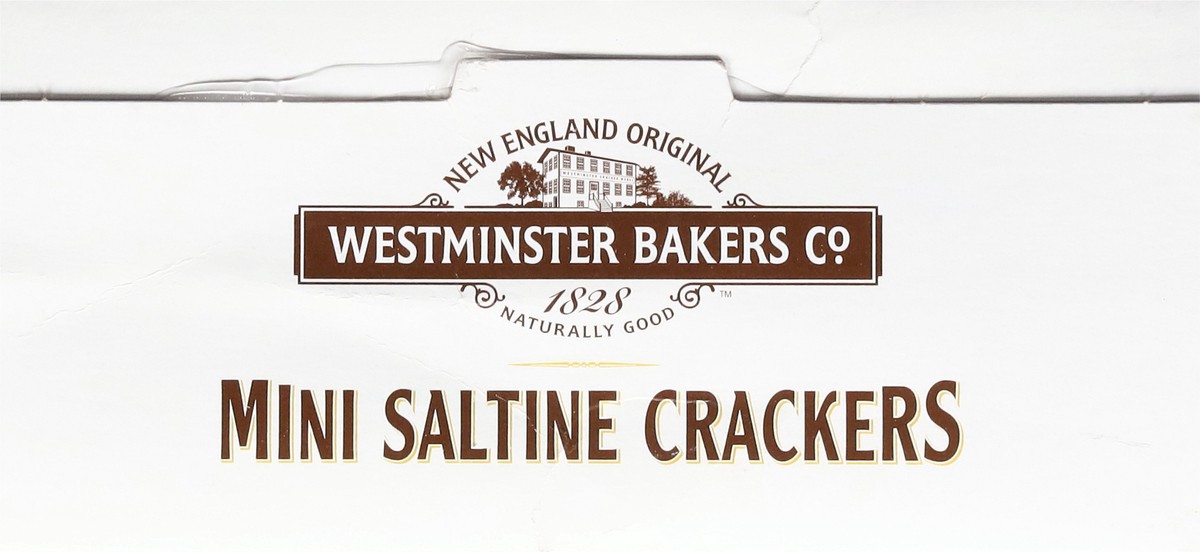 NEW ENGLAND ORIGINAL
WESTMINSTER BAKERS Cº
1828
TM
NATURALLY GOOD
MINI SALTINE CRACKERS